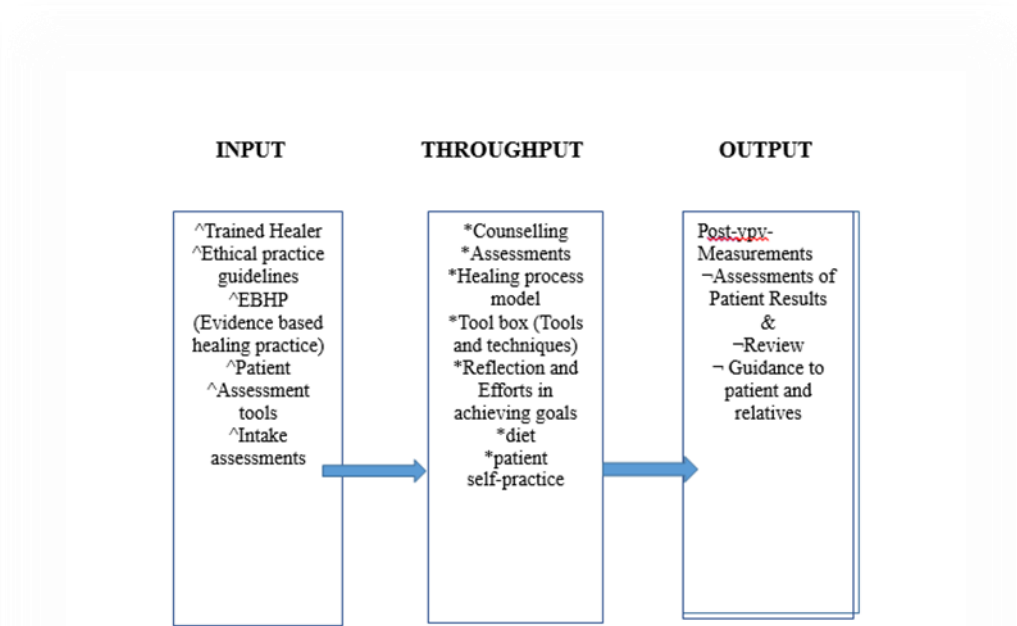 INPUT
THROUGHPUT
OUTPUT
^Trained Healer
^Ethical practice
guidelines
^EBHP
(Evidence based
healing practice)
^Patient
^Assessment
tools
^Intake
assessments
*Counselling
*Assessments
*Healing process
model
*Tool box (Tools
and techniques)
*Reflection and
Efforts in
achieving goals
*diet
*patient
self-practice
Post-ypv-
Measurements
¬Assessments of
Patient Results
&
¬Review
¬ Guidance to
patient and
relatives